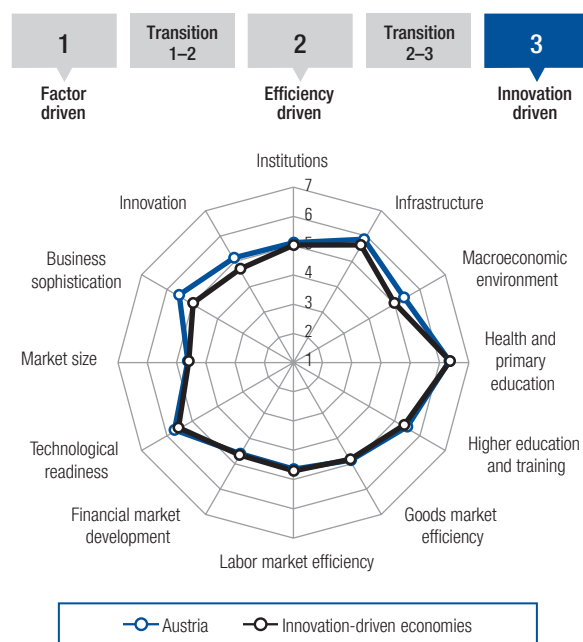 1
Transition
1–2
2
Transition
2–3
3
Factor
driven
Efficiency
driven
Innovation
driven
Institutions
Infrastructure
Macroeconomic
environment
Health and
primary
education
Higher education
and training
Goods market
efficiency
Labor market efficiency
Financial market
development
Technological
readiness
Market size
Business
sophistication
Innovation
7
6
5
4
3
2
1
Austria
Innovation-driven economies